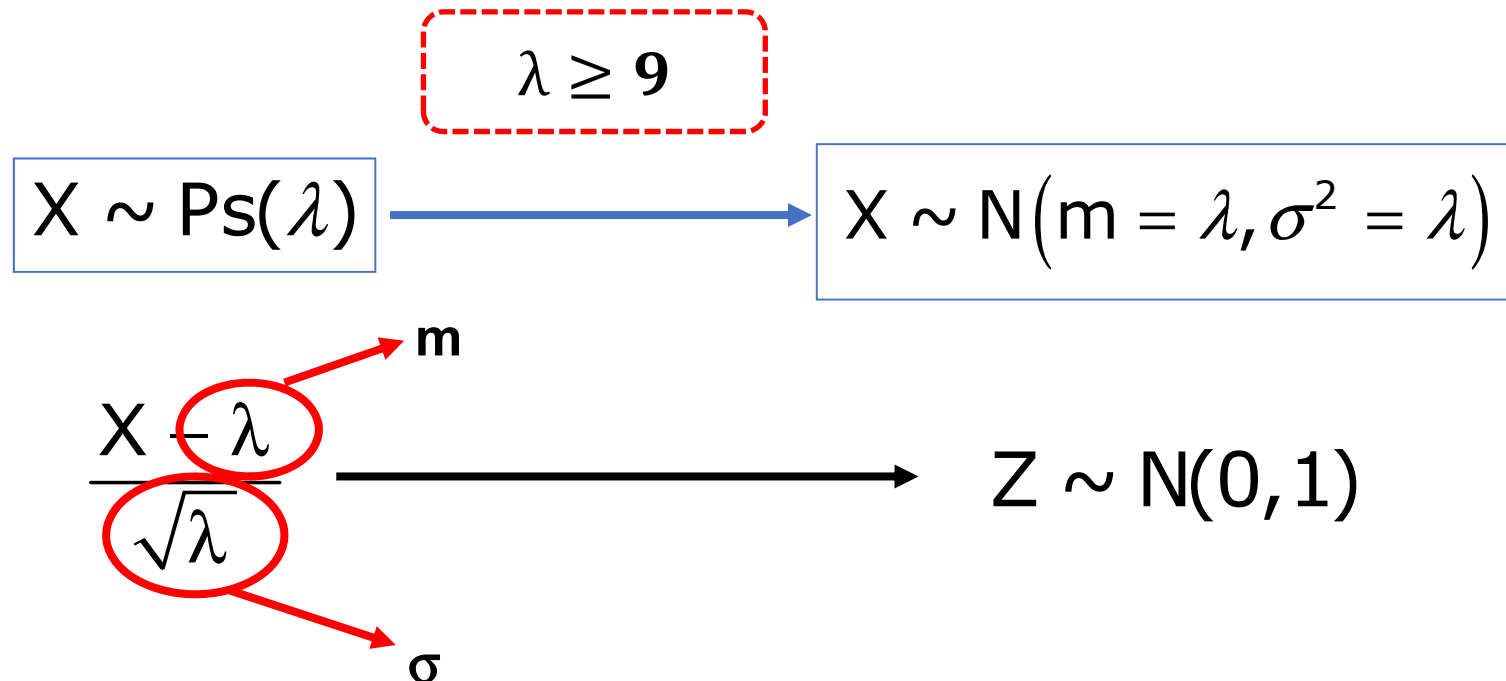 λ ≥ 9
X ~ Ps(λ)
X ~ N(m = λ, σ² = λ)
m
X − λ
√λ
Z ~ N(0,1)
σ